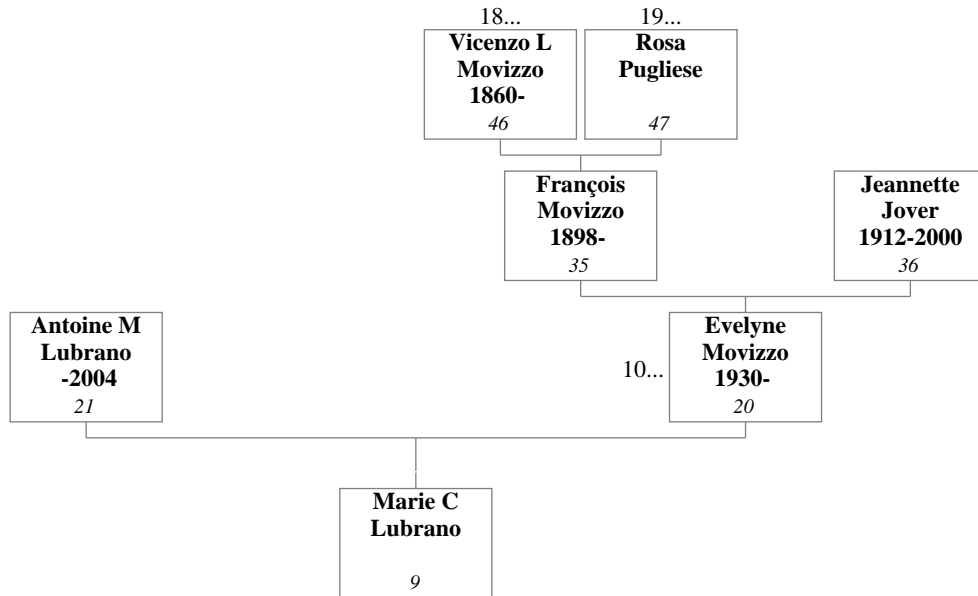 18...
19...
Vicenzo L
Movizzo
1860-
46
Rosa
Pugliese
47
François
Movizzo
1898-
35
Jeannette
Jover
1912-2000
36
Antoine M
Lubrano
-2004
21
10...
Evelyne
Movizzo
1930-
20
Marie C
Lubrano
9